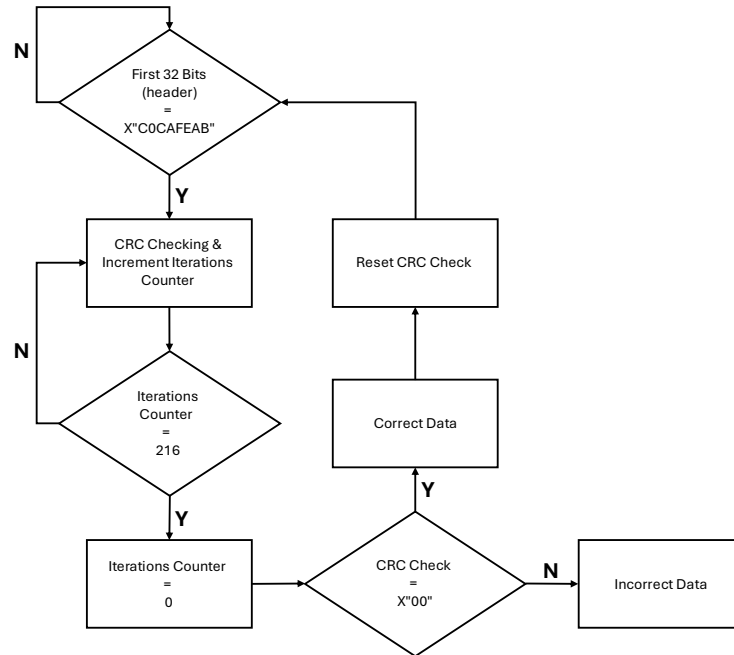 N
First 32 Bits
(header)
=
X"C0CAFEAB"
Y
CRC Checking &
Increment Iterations
Counter
Reset CRC Check
N
Iterations
Counter
=
216
Correct Data
Y
Y
Iterations Counter
=
0
CRC Check
=
X"00"
N
Incorrect Data